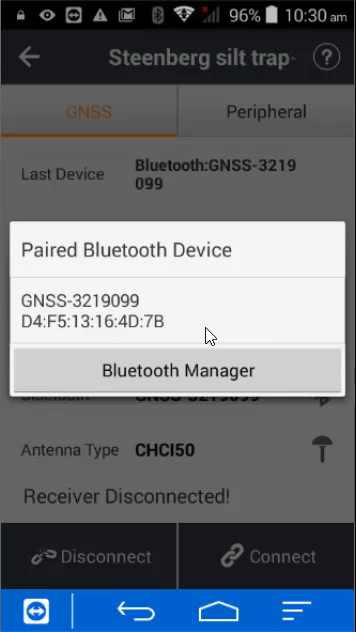 96% 10:30 am
Steenberg silt trap-
GNSS Peripheral
Last Device Bluetooth:GNSS-3219
099
Paired Bluetooth Device
GNSS-3219099
D4:F5:13:16:4D:7B
Bluetooth Manager
Bluetooth GNSS-3219099
Antenna Type CHCI50
Receiver Disconnected!
Disconnect Connect